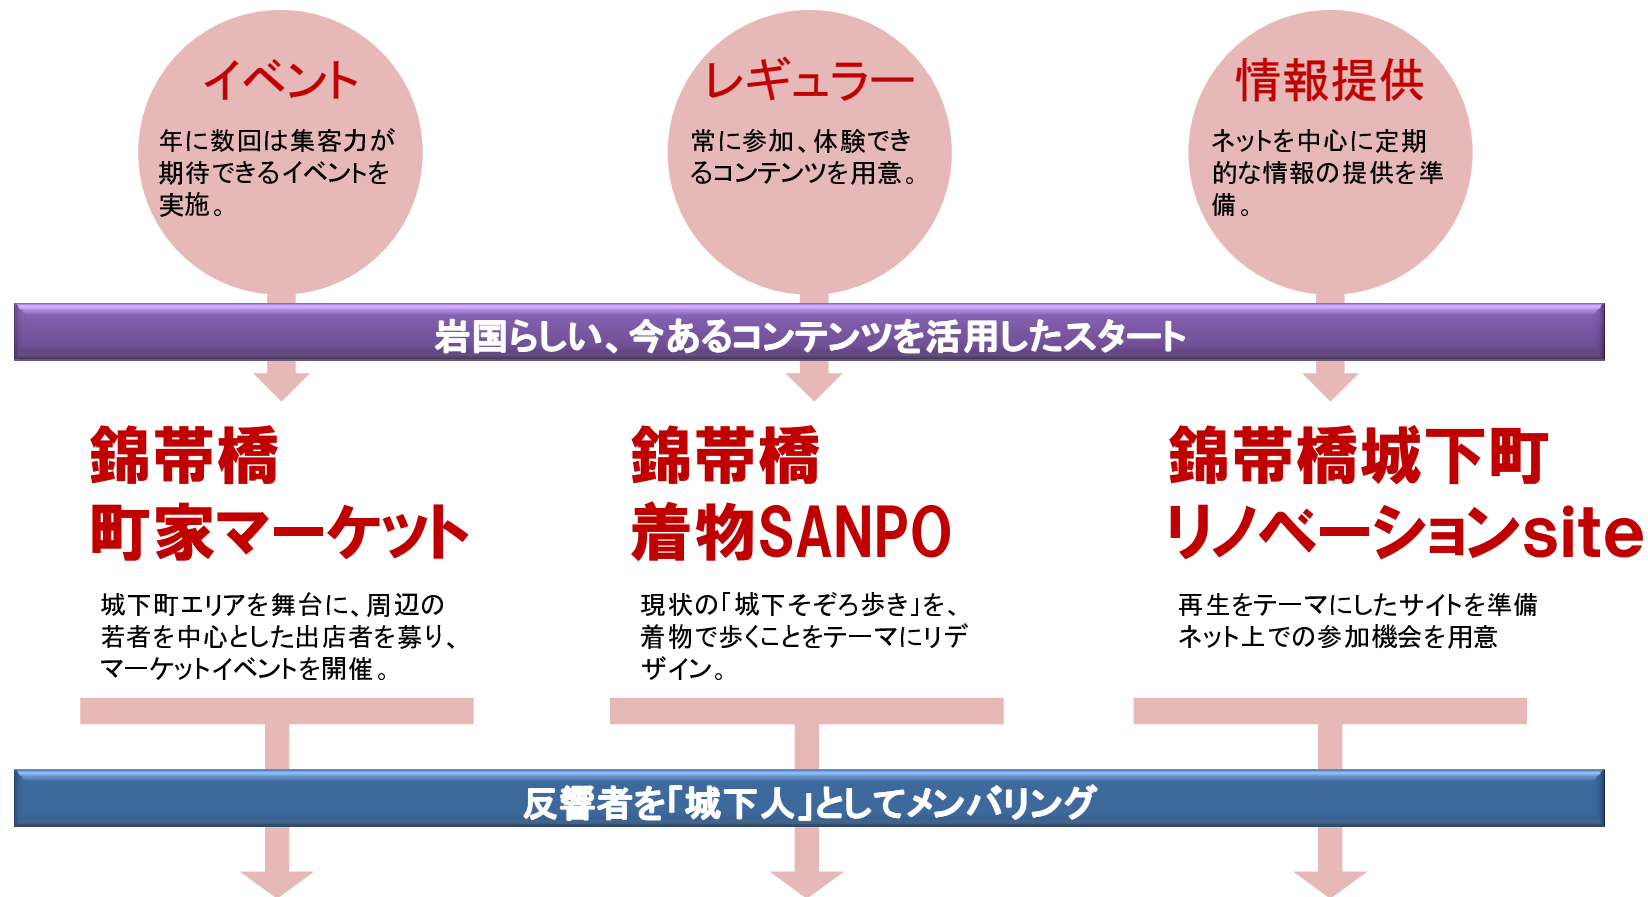 イベント
年に数回は集客力が
期待できるイベントを
実施。
レギュラー
常に参加、体験でき
るコンテンツを用意。
情報提供
ネットを中心に定期
的な情報の提供を準
備。
岩国らしい、今あるコンテンツを活用したスタート
錦帯橋
町家マーケット
城下町エリアを舞台に、周辺の
若者を中心とした出店者を募り、
マーケットイベントを開催。
錦帯橋
着物SANPO
現状の「城下そぞろ歩き」を、
着物で歩くことをテーマにリデ
ザイン。
錦帯橋城下町
リノベーションsite
再生をテーマにしたサイトを準備
ネット上での参加機会を用意
反響者を「城下人」としてメンバリング